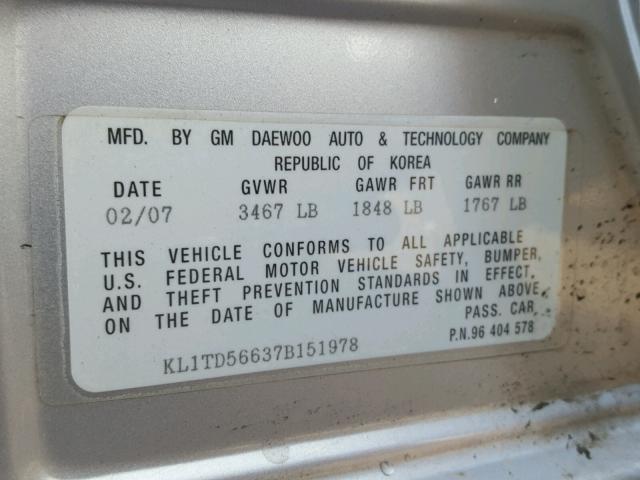 MFD. BY GM DAEWOO AUTO & TECHNOLOGY COMPANY
REPUBLIC OF KOREA
DATE GVWR GAWR FRT GAWR RR
02/07 3467 LB 1848 LB 1767 LB
THIS VEHICLE CONFORMS TO ALL APPLICABLE
U.S. FEDERAL MOTOR VEHICLE SAFETY, BUMPER,
AND THEFT PREVENTION STANDARDS IN EFFECT
ON THE DATE OF MANUFACTURE SHOWN ABOVE.
PASS. CAR
KL1TD56637B151978 P.N.96 404 578